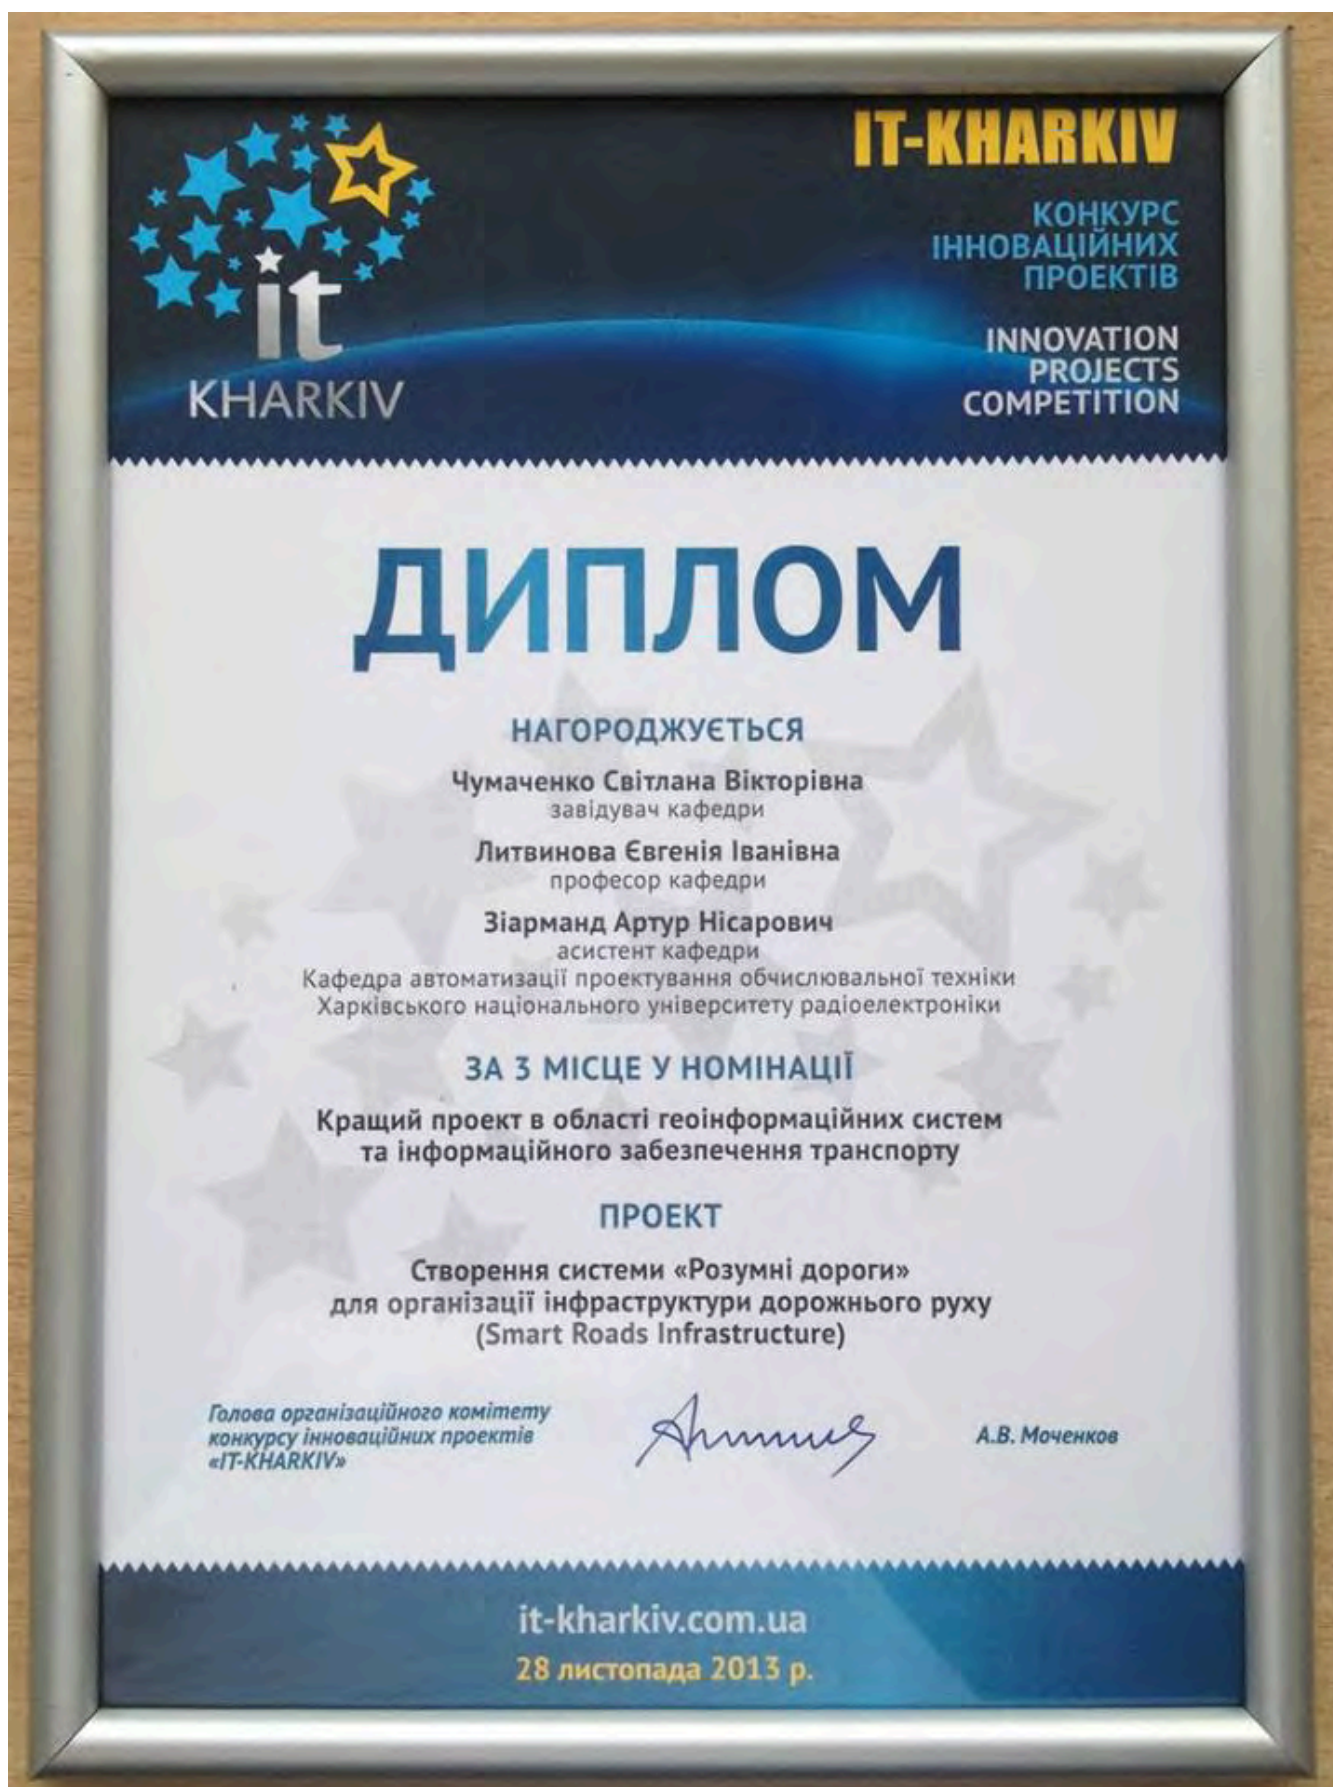 it
KHARKIV
IT-KHARKIV
КОНКУРС
ІННОВАЦІЙНИХ
ПРОЕКТІВ
INNOVATION
PROJECTS
COMPETITION
ДИПЛОМ
НАГОРОДЖУЄТЬСЯ
Чумаченко Світлана Вікторівна
завідувач кафедри
Литвинова Євгенія Іванівна
професор кафедри
Зіарманд Артур Нісарович
асистент кафедри
Кафедра автоматизації проектування обчислювальної техніки
Харківського національного університету радіоелектроніки
ЗА 3 МІСЦЕ У НОМІНАЦІЇ
Кращий проект в області геоінформаційних систем
та інформаційного забезпечення транспорту
ПРОЕКТ
Створення системи «Розумні дороги»
для організації інфраструктури дорожнього руху
(Smart Roads Infrastructure)
Голова організаційного комітету
конкурсу інноваційних проектів
«IT-KHARKIV»
А.В. Моченков
it-kharkiv.com.ua
28 листопада 2013 р.